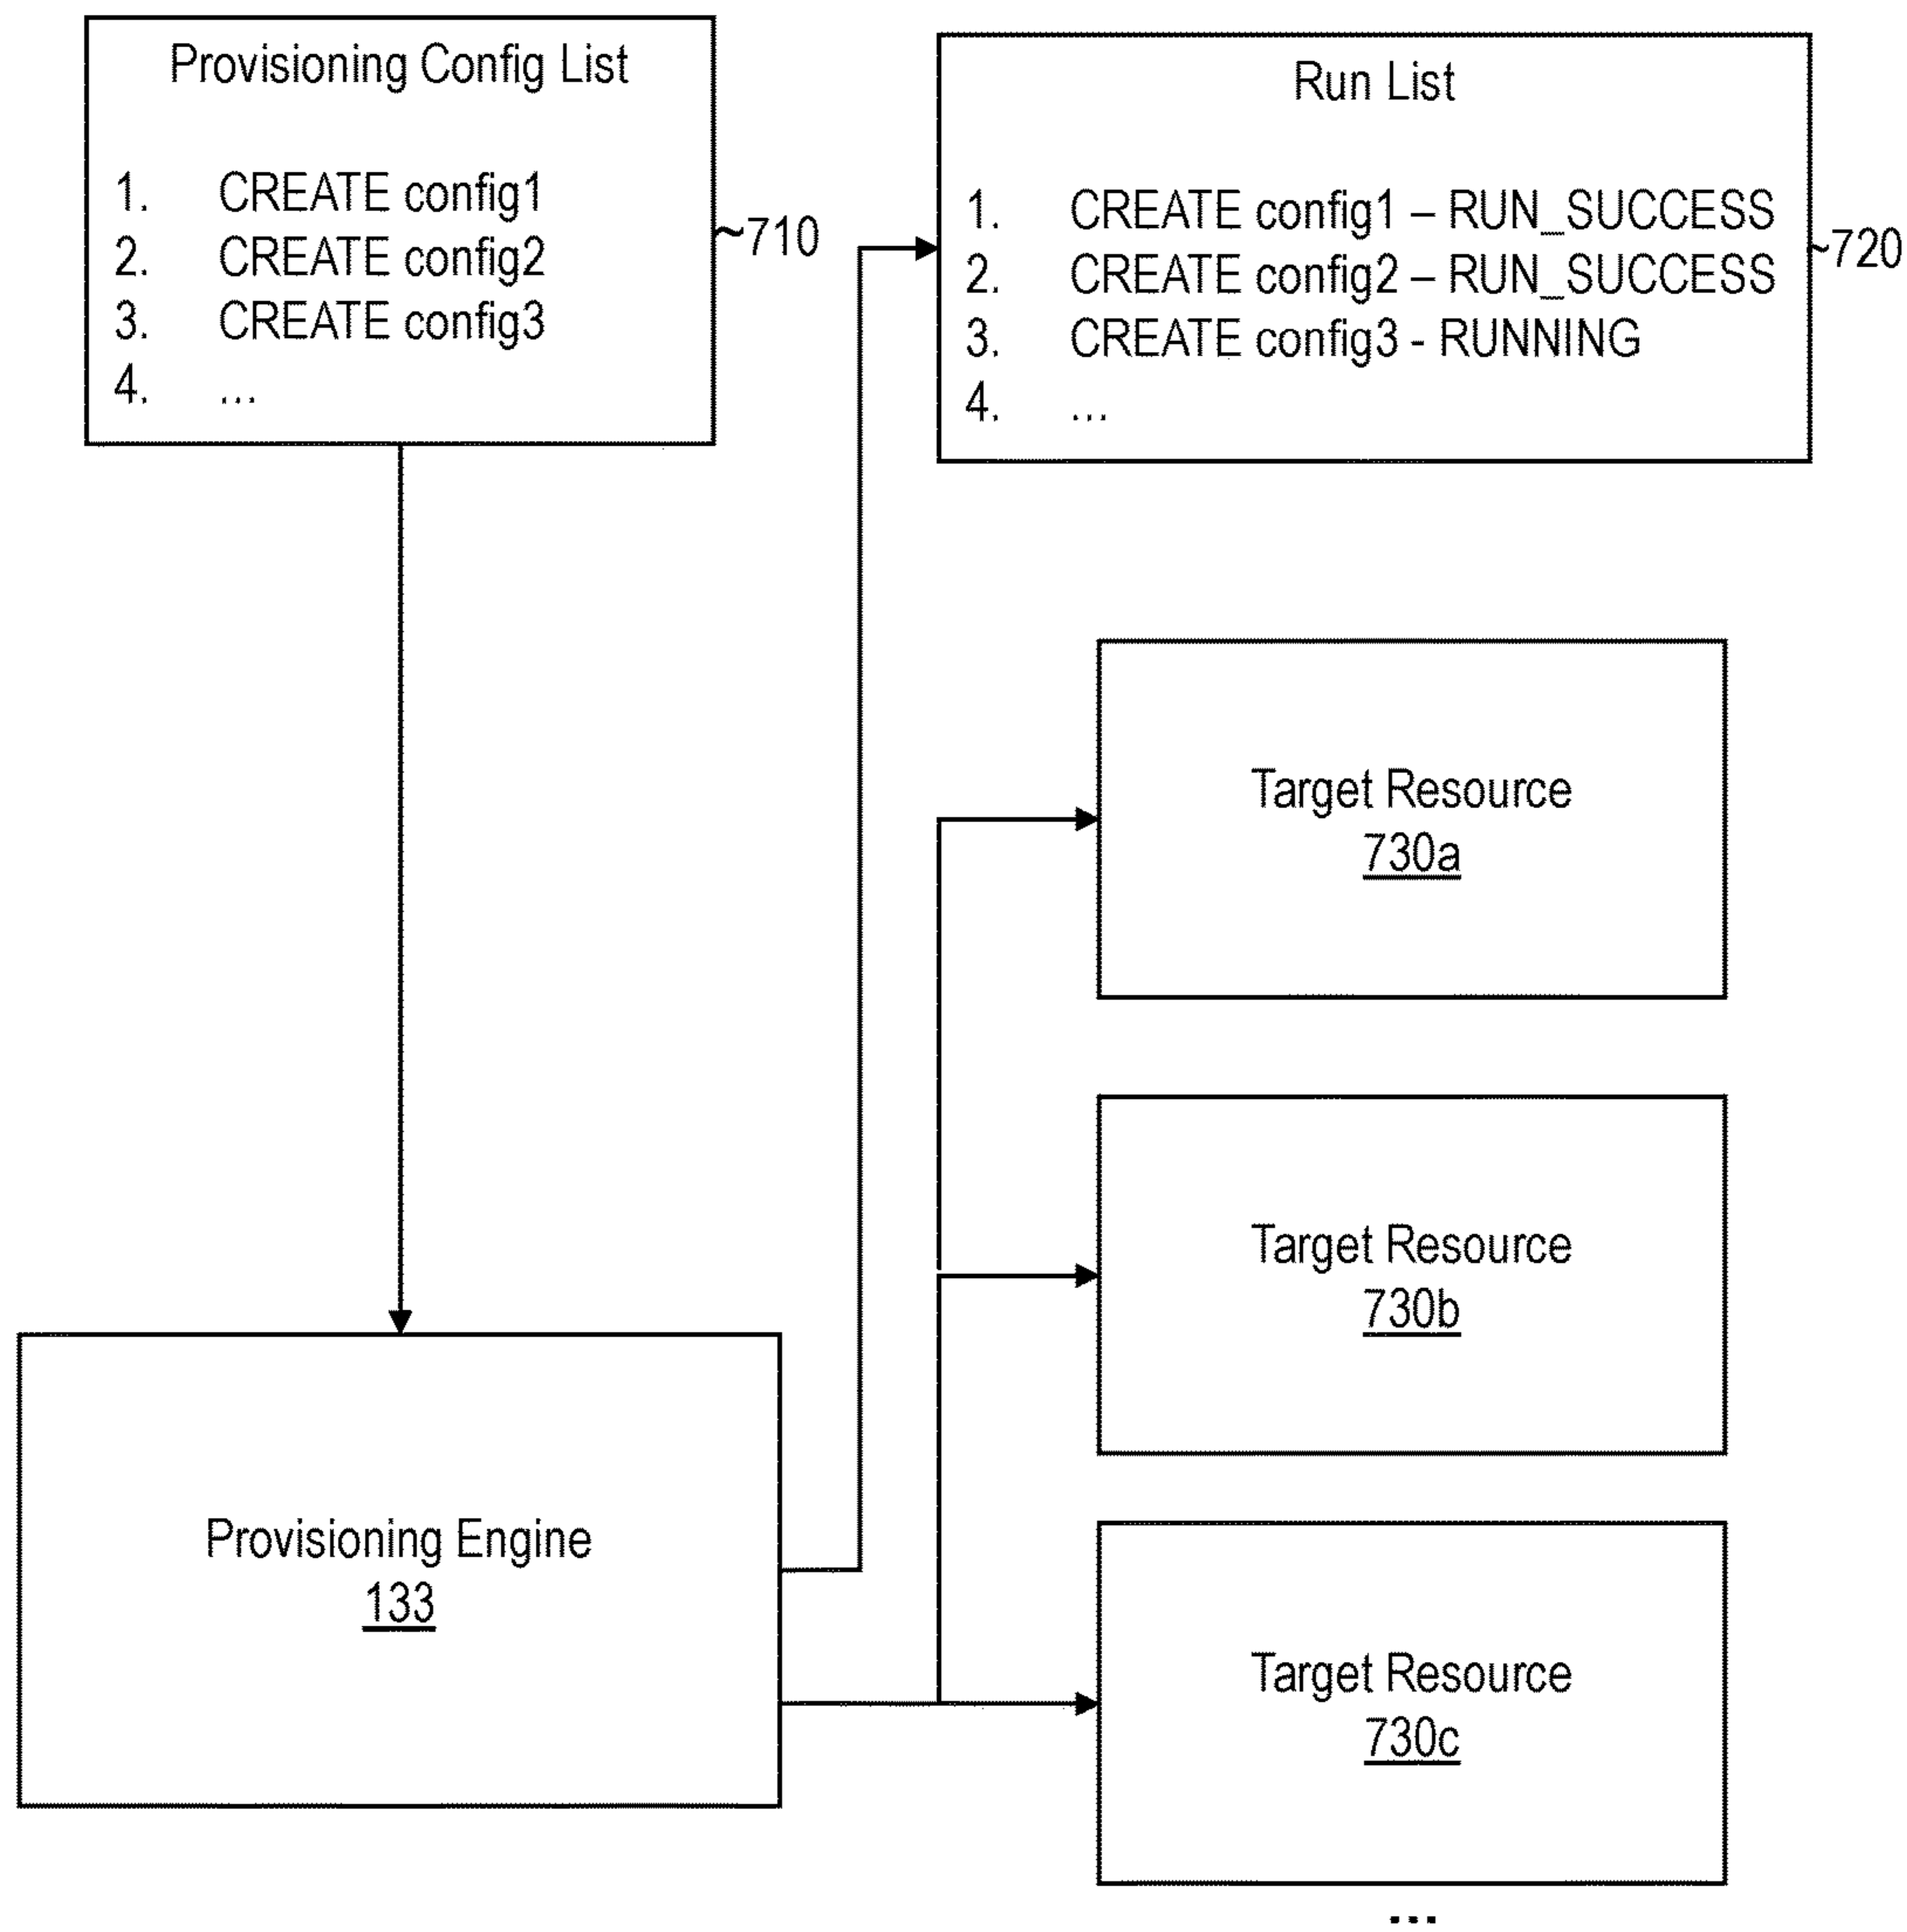 Provisioning Config List
1. CREATE config1
2. CREATE config2
3. CREATE config3
4. ...
~710
Run List
1. CREATE config1 – RUN_SUCCESS
2. CREATE config2 – RUN_SUCCESS
3. CREATE config3 - RUNNING
4. ...
~720
Target Resource
730a
Target Resource
730b
Provisioning Engine
133
Target Resource
730c
...